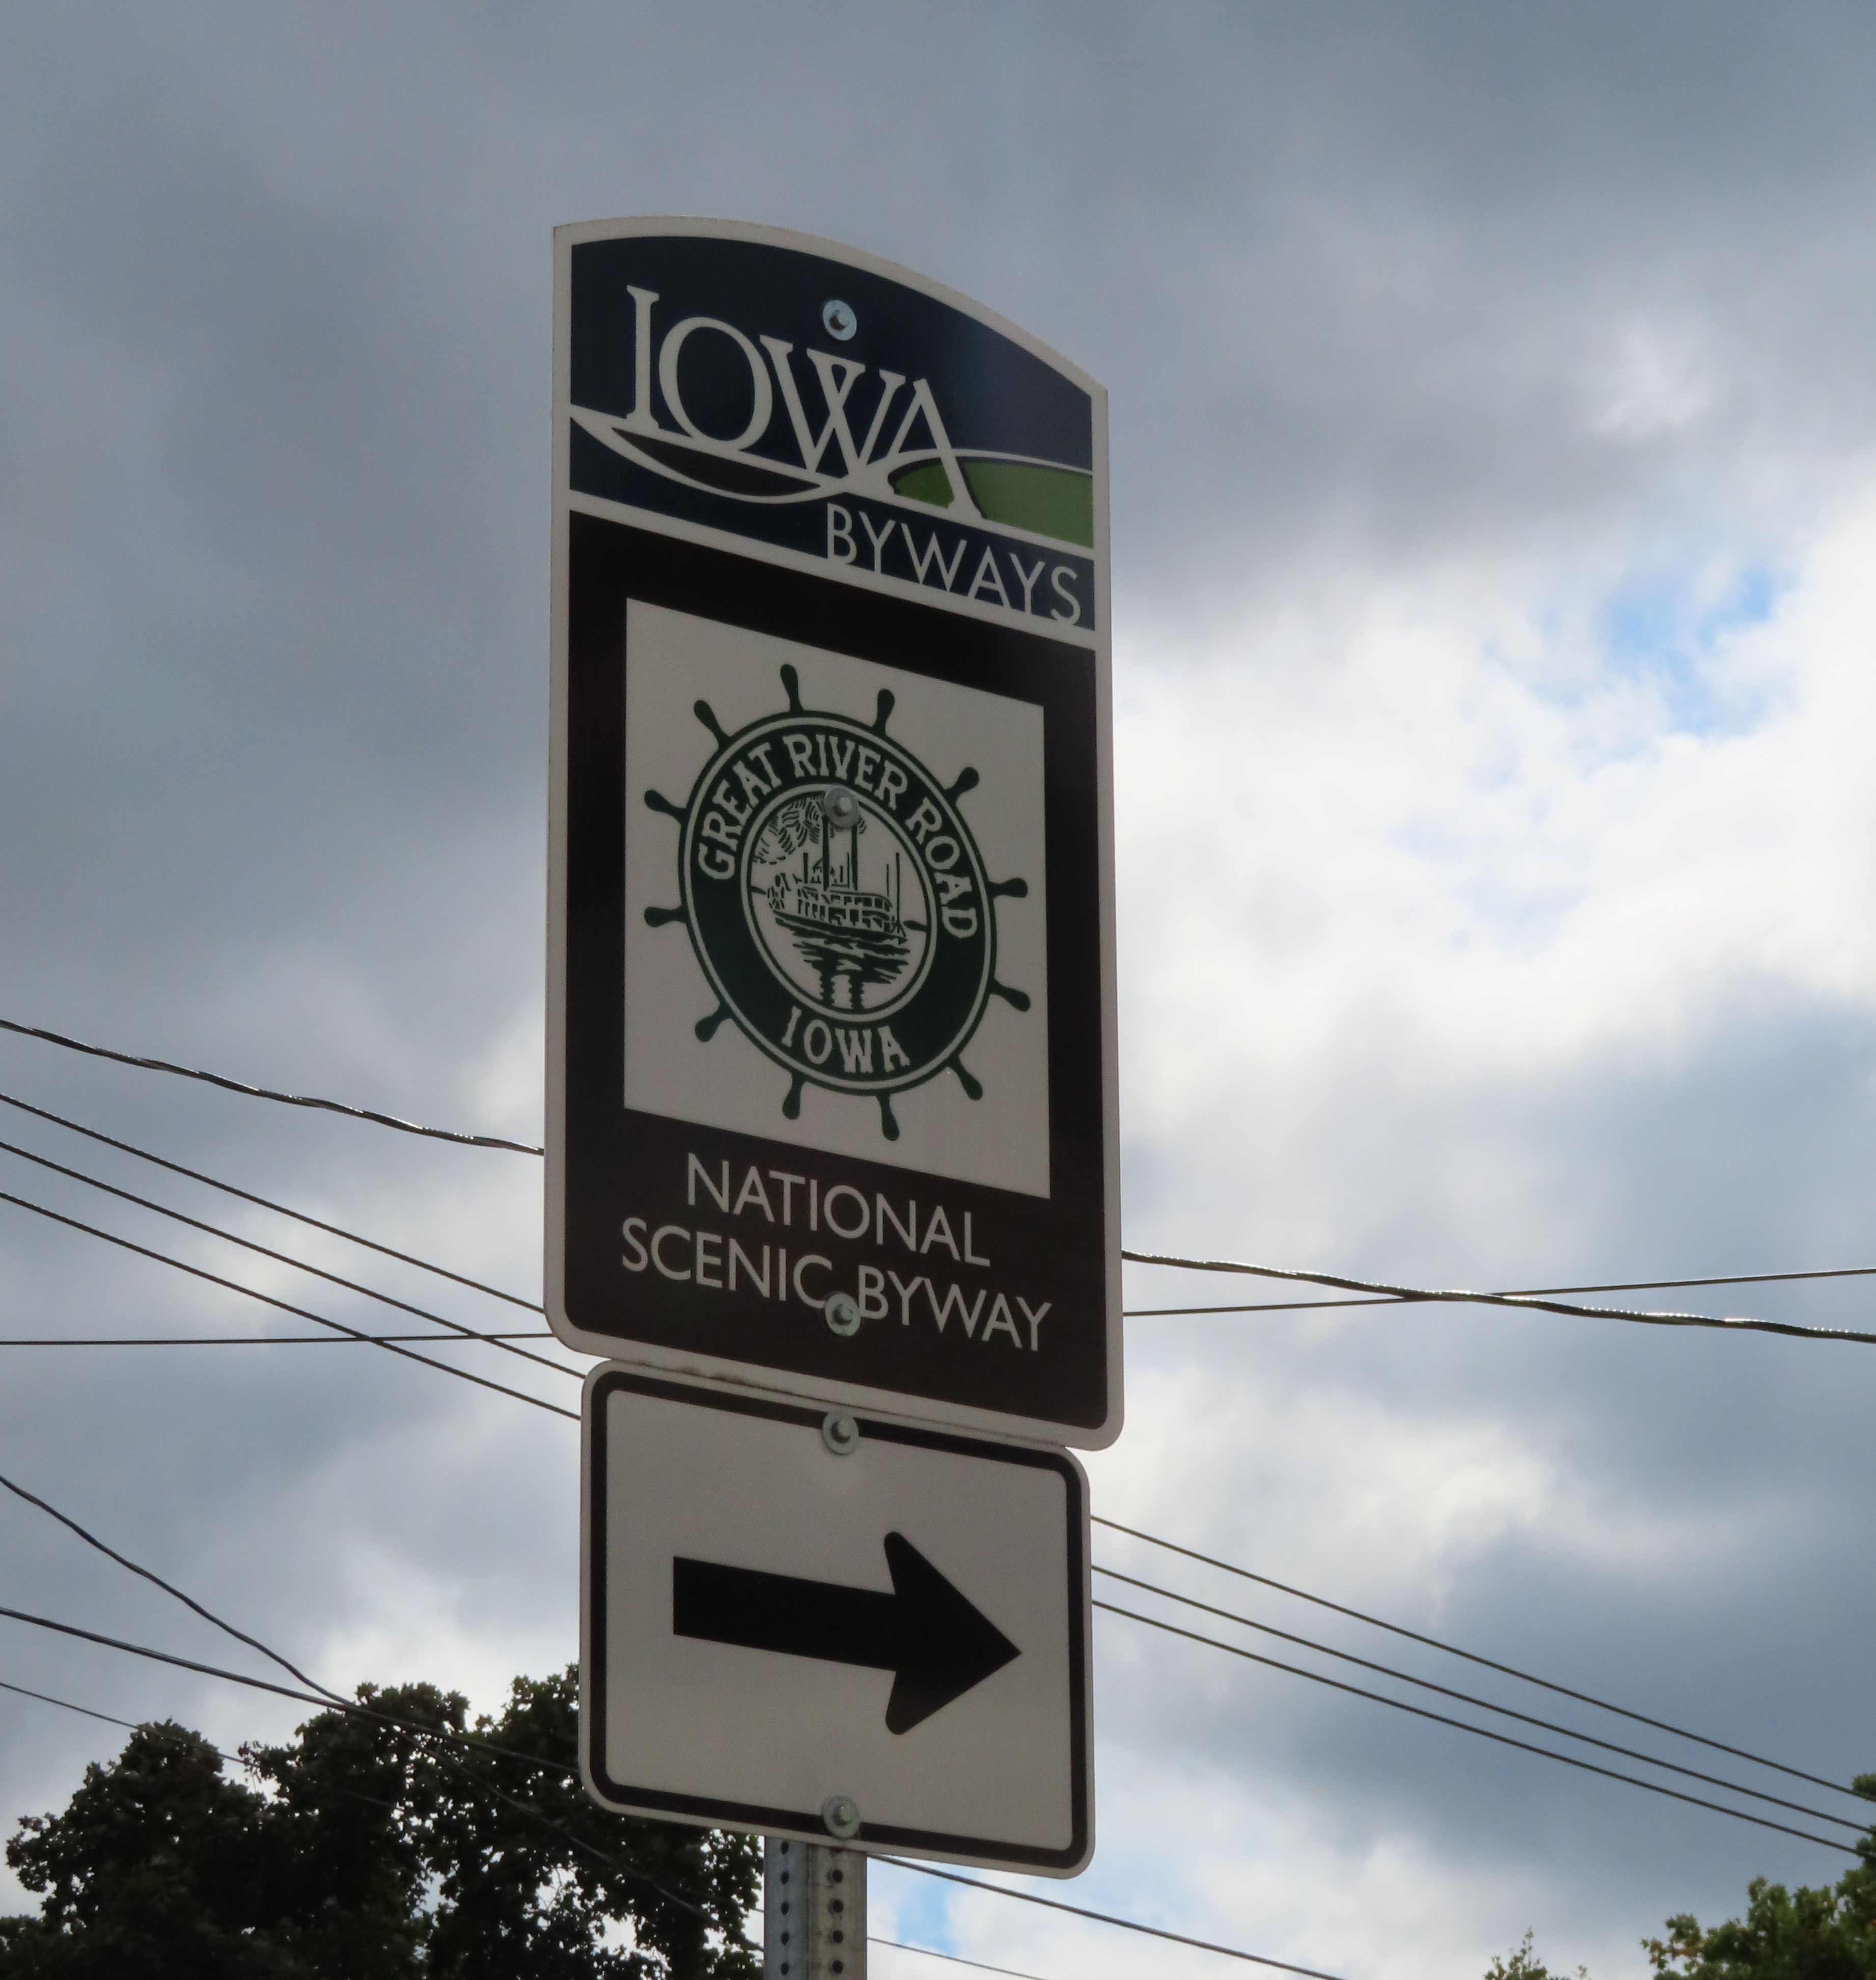 IOWA
BYWAYS
GREAT RIVER ROAD
IOWA
NATIONAL
SCENIC BYWAY